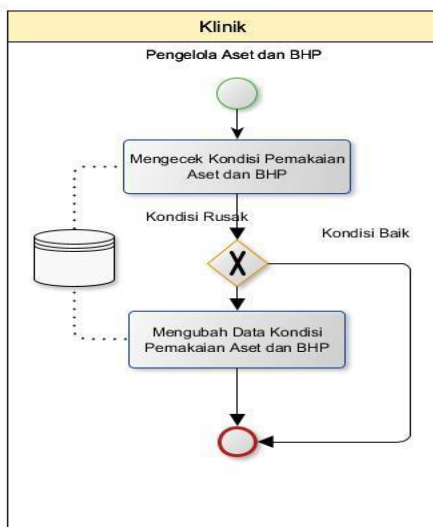 Klinik
Pengelola Aset dan BHP
Mengecek Kondisi Pemakaian
Aset dan BHP
Kondisi Rusak
Kondisi Baik
X
Mengubah Data Kondisi
Pemakaian Aset dan BHP